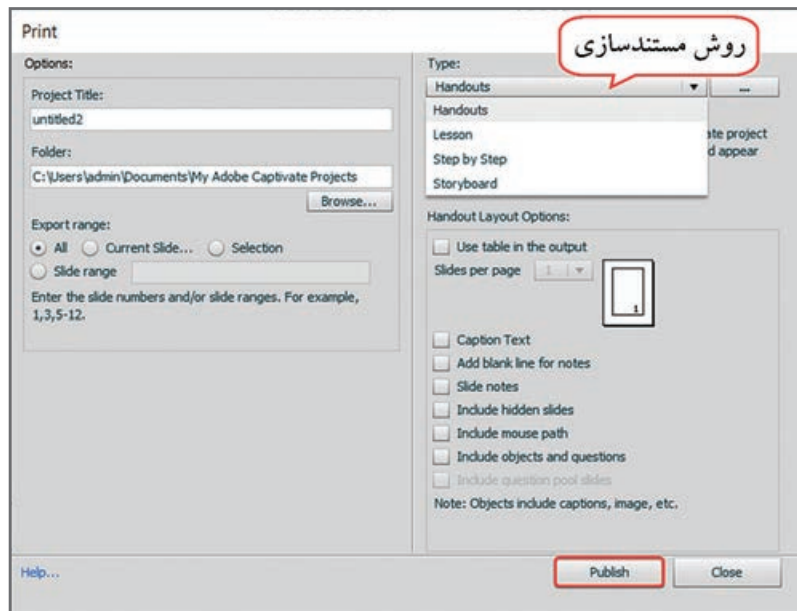 Print
روش مستندسازی
Options:
Project Title:
untitled2
Folder:
C:\Users\admin\Documents\My Adobe Captivate Projects
Browse...
Export range:
All Current Slide... Selection
Slide range
Enter the slide numbers and/or slide ranges. For example,
1,3,5-12.
Type:
Handouts ...
Handouts
Lesson
Step by Step
Storyboard
ate project
d appear
Handout Layout Options:
Use table in the output
Slides per page 1
1
Caption Text
Add blank line for notes
Slide notes
Include hidden slides
Include mouse path
Include objects and questions
Include question pool slides
Note: Objects include captions, image, etc.
Help...
Publish Close